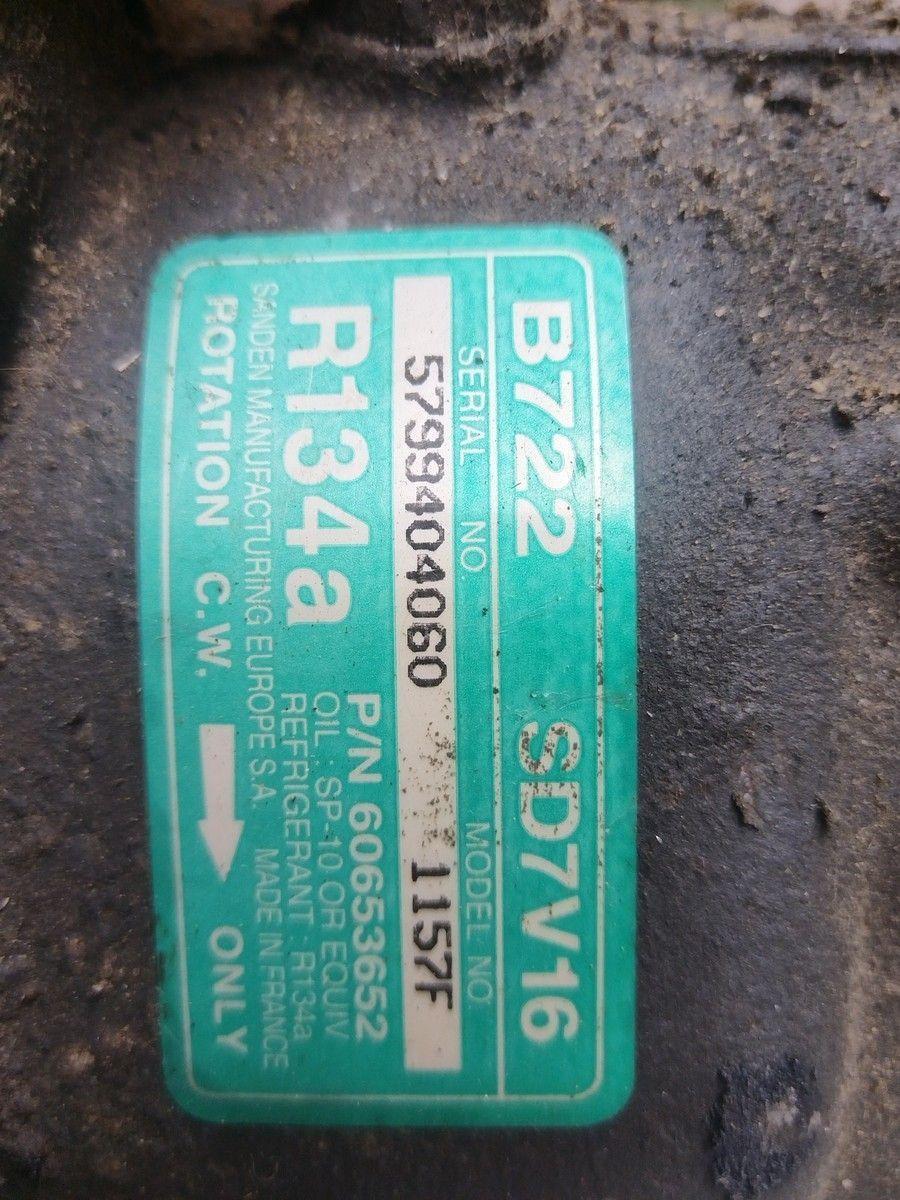 B722 SD7V16
SERIAL NO. MODEL NO.
5799404060 1157F
R134a P/N 60653652
OIL : SP-10 OR EQUIV
REFRIGERANT : R134a
SANDEN MANUFACTURING EUROPE S.A. MADE IN FRANCE
ROTATION C.W. ONLY